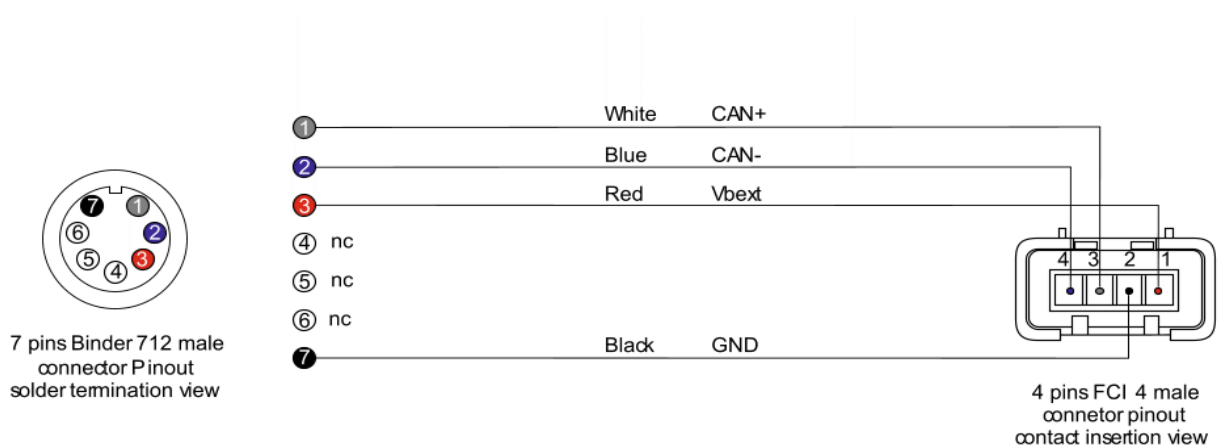 White CAN+
1
Blue CAN-
2
Red Vbext
3
4 nc
5 nc
6 nc
Black GND
7
7 1
6 2
5 4 3
7 pins Binder 712 male
connector Pinout
solder termination view
4 3 2 1
4 pins FCI 4 male
connetor pinout
contact insertion view